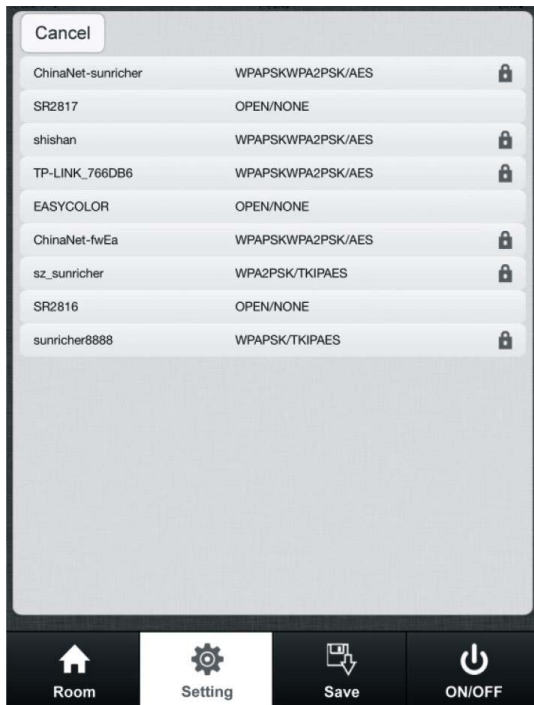 Cancel
ChinaNet-sunricher WPAPSKWPA2PSK/AES
SR2817 OPEN/NONE
shishan WPAPSKWPA2PSK/AES
TP-LINK_766DB6 WPAPSKWPA2PSK/AES
EASYCOLOR OPEN/NONE
ChinaNet-fwEa WPAPSKWPA2PSK/AES
sz_sunricher WPA2PSK/TKIPAES
SR2816 OPEN/NONE
sunricher8888 WPAPSK/TKIPAES
Room Setting Save ON/OFF